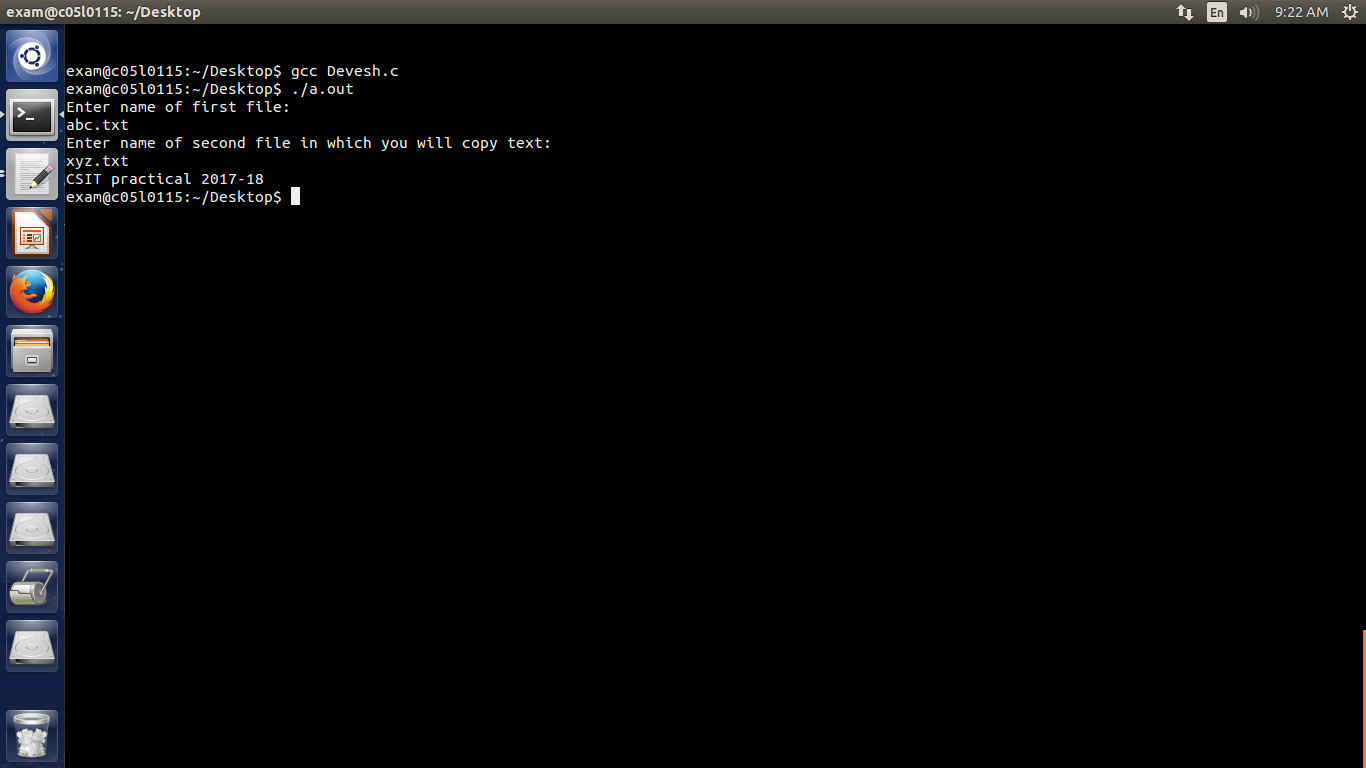 exam@c05l0115: ~/Desktop
En
9:22 AM
exam@c05l0115:~/Desktop$ gcc Devesh.c
exam@c05l0115:~/Desktop$ ./a.out
Enter name of first file:
abc.txt
Enter name of second file in which you will copy text:
xyz.txt
CSIT practical 2017-18
exam@c05l0115:~/Desktop$